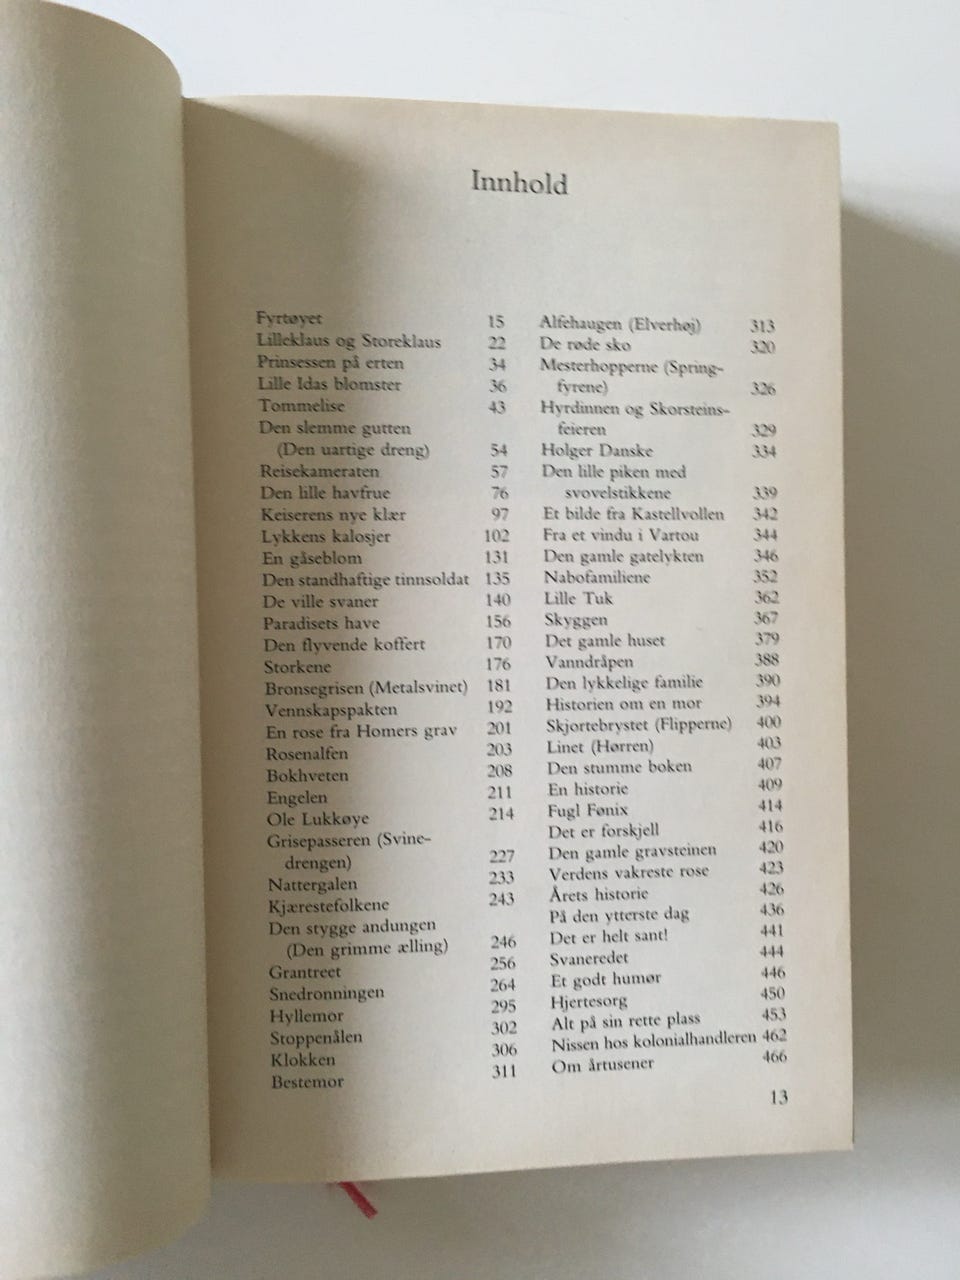 Innhold
Fyrtøyet 15
Lilleklaus og Storeklaus 22
Prinsessen på erten 34
Lille Idas blomster 36
Tommelise 43
Den slemme gutten
(Den uartige dreng) 54
Reisekameraten 57
Den lille havfrue 76
Keiserens nye klær 97
Lykkens kalosjer 102
En gåseblom 131
Den standhaftige tinnsoldat 135
De ville svaner 140
Paradisets have 156
Den flyvende koffert 170
Storkene 176
Bronsegrisen (Metalsvinet) 181
Vennskapspakten 192
En rose fra Homers grav 201
Rosenalfen 203
Bokhveten 208
Engelen 211
Ole Lukkøye 214
Grisepasseren (Svine-
drengen) 227
Nattergalen 233
Kjærestefolkene 243
Den stygge andungen
(Den grimme ælling) 246
Grantreet 256
Snedronningen 264
Hyllemor 295
Stoppenålen 302
Klokken 306
Bestemor 311
Alfehaugen (Elverhøj) 313
De røde sko 320
Mesterhopperne (Spring-
fyrene) 326
Hyrdinnen og Skorsteins-
feieren 329
Holger Danske 334
Den lille piken med
svovelstikkene 339
Et bilde fra Kastellvollen 342
Fra et vindu i Vartou 344
Den gamle gatelykten 346
Nabofamiliene 352
Lille Tuk 362
Skyggen 367
Det gamle huset 379
Vanndråpen 388
Den lykkelige familie 390
Historien om en mor 394
Skjortebrystet (Flipperne) 400
Linet (Hørren) 403
Den stumme boken 407
En historie 409
Fugl Fønix 414
Det er forskjell 416
Den gamle gravsteinen 420
Verdens vakreste rose 423
Årets historie 426
På den ytterste dag 436
Det er helt sant! 441
Svaneredet 444
Et godt humør 446
Hjertesorg 450
Alt på sin rette plass 453
Nissen hos kolonialhandleren 462
Om årtusener 466
13